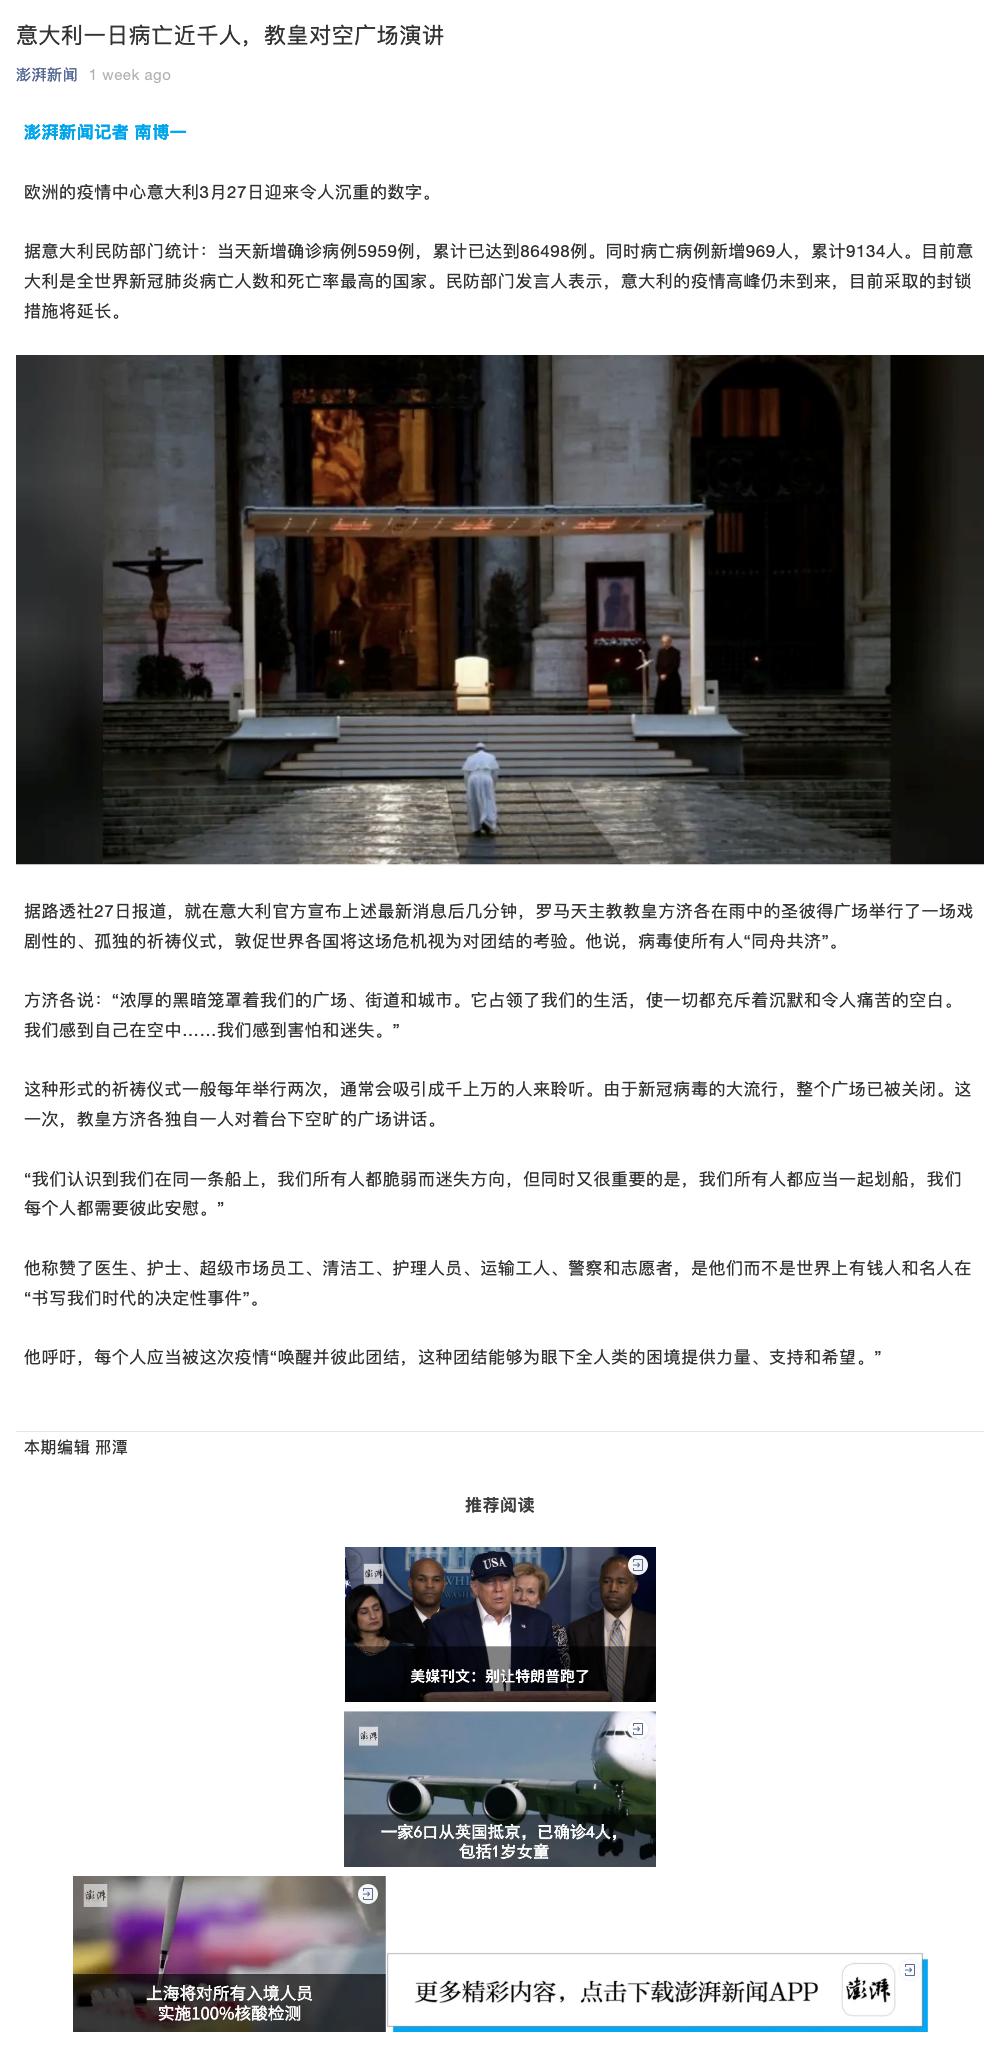 意大利一日病亡近千人，教皇对空广场演讲
澎湃新闻 1 week ago
澎湃新闻记者 南博一
欧洲的疫情中心意大利3月27日迎来令人沉重的数字。
据意大利民防部门统计：当天新增确诊病例5959例，累计已达到86498例。同时病亡病例新增969人，累计9134人。目前意
大利是全世界新冠肺炎病亡人数和死亡率最高的国家。民防部门发言人表示，意大利的疫情高峰仍未到来，目前采取的封锁
措施将延长。
据路透社27日报道，就在意大利官方宣布上述最新消息后几分钟，罗马天主教教皇方济各在雨中的圣彼得广场举行了一场戏
剧性的、孤独的祈祷仪式，敦促世界各国将这场危机视为对团结的考验。他说，病毒使所有人“同舟共济”。
方济各说：“浓厚的黑暗笼罩着我们的广场、街道和城市。它占领了我们的生活，使一切都充斥着沉默和令人痛苦的空白。
我们感到自己在空中……我们感到害怕和迷失。”
这种形式的祈祷仪式一般每年举行两次，通常会吸引成千上万的人来聆听。由于新冠病毒的大流行，整个广场已被关闭。这
一次，教皇方济各独自一人对着台下空旷的广场讲话。
“我们认识到我们在同一条船上，我们所有人都脆弱而迷失方向，但同时又很重要的是，我们所有人都应当一起划船，我们
每个人都需要彼此安慰。”
他称赞了医生、护士、超级市场员工、清洁工、护理人员、运输工人、警察和志愿者，是他们而不是世界上有钱人和名人在
“书写我们时代的决定性事件”。
他呼吁，每个人应当被这次疫情“唤醒并彼此团结，这种团结能够为眼下全人类的困境提供力量、支持和希望。”
本期编辑 邢潭
推荐阅读
澎湃
USA
美媒刊文：别让特朗普跑了
澎湃
一家6口从英国抵京，已确诊4人，
包括1岁女童
澎湃
上海将对所有入境人员
实施100%核酸检测
更多精彩内容，点击下载澎湃新闻APP
澎湃